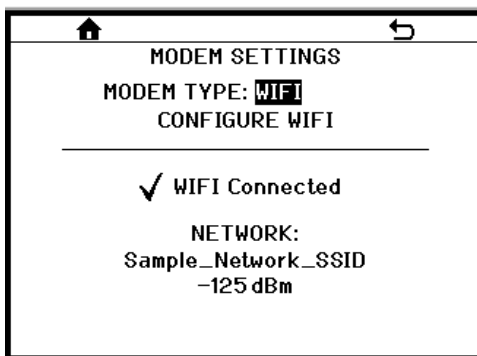 MODEM SETTINGS
MODEM TYPE: WIFI
CONFIGURE WIFI
WIFI Connected
NETWORK:
Sample_Network_SSID
-125 dBm